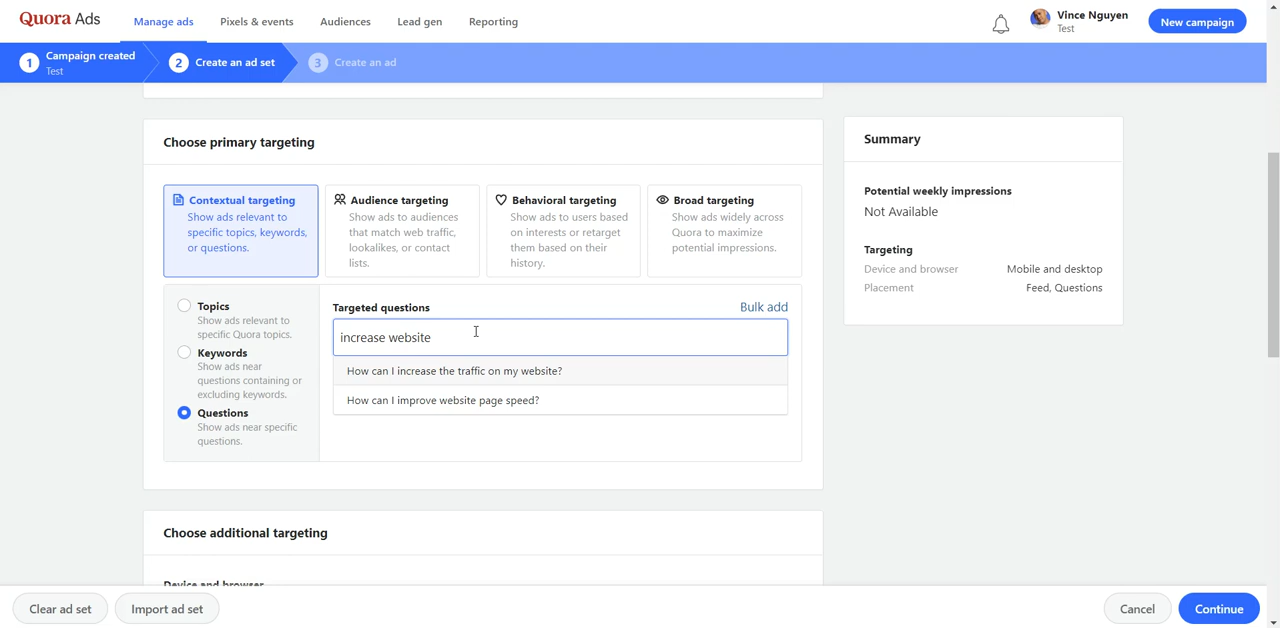 Quora Ads
Manage ads
Pixels & events
Audiences
Lead gen
Reporting
Vince Nguyen
Test
New campaign
1
Campaign created
Test
2
Create an ad set
3
Create an ad
Choose primary targeting
Contextual targeting
Show ads relevant to
specific topics, keywords,
or questions.
Audience targeting
Show ads to audiences
that match web traffic,
lookalikes, or contact
lists.
Behavioral targeting
Show ads to users based
on interests or retarget
them based on their
history.
Broad targeting
Show ads widely across
Quora to maximize
potential impressions.
Topics
Show ads relevant to
specific Quora topics.
Keywords
Show ads near
questions containing or
excluding keywords.
Questions
Show ads near specific
questions.
Targeted questions
Bulk add
increase website
How can I increase the traffic on my website?
How can I improve website page speed?
Choose additional targeting
Device and browser
Summary
Potential weekly impressions
Not Available
Targeting
Device and browser Mobile and desktop
Placement Feed, Questions
Clear ad set
Import ad set
Cancel
Continue